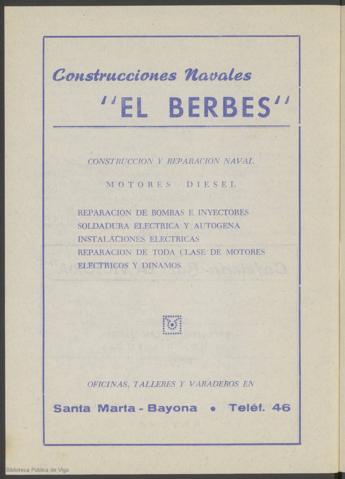 Construcciones Navales
"EL BERBES"
CONSTRUCCION Y REPARACION NAVAL
MOTORES DIESEL
REPARACION DE BOMBAS E INYECTORES
SOLDADURA ELECTRICA Y AUTOGENA
INSTALACIONES ELECTRICAS
REPARACION DE TODA CLASE DE MOTORES
ELECTRICOS Y DINAMOS
OFICINAS, TALLERES Y VARADEROS EN
Santa Marta - Bayona • Teléf. 46
Biblioteca Pública de Vigo